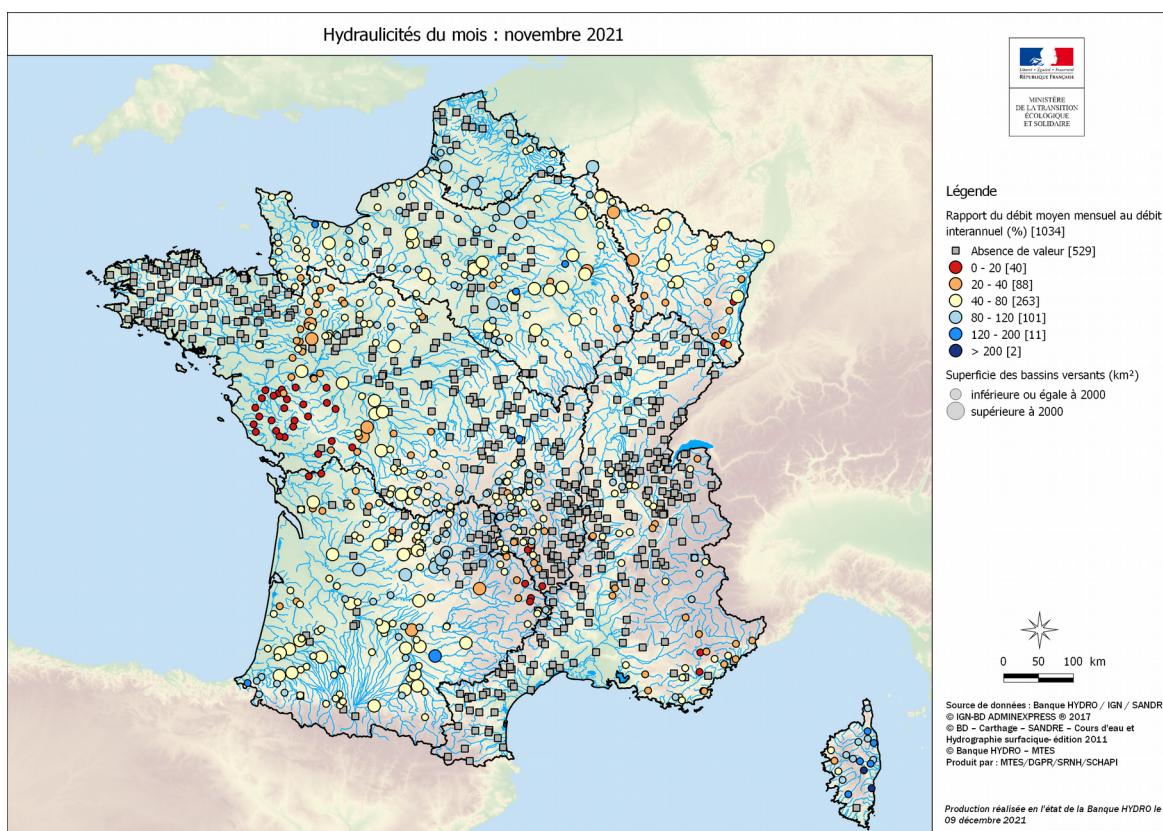 Hydraulicités du mois : novembre 2021
Liberté • Égalité • Fraternité
RÉPUBLIQUE FRANÇAISE
MINISTÈRE
DE LA TRANSITION
ÉCOLOGIQUE
ET SOLIDAIRE
Légende
Rapport du débit moyen mensuel au débit
interannuel (%) [1034]
Absence de valeur [529]
0 - 20 [40]
20 - 40 [88]
40 - 80 [263]
80 - 120 [101]
120 - 200 [11]
> 200 [2]
Superficie des bassins versants (km²)
inférieure ou égale à 2000
supérieure à 2000
0 50 100 km
Source de données : Banque HYDRO / IGN / SANDRE
© IGN-BD ADMINEXPRESS ® 2017
© BD – Carthage – SANDRE – Cours d'eau et
Hydrographie surfacique- édition 2011
© Banque HYDRO – MTES
Produit par : MTES/DGPR/SRNH/SCHAPI
Production réalisée en l'état de la Banque HYDRO le
09 décembre 2021